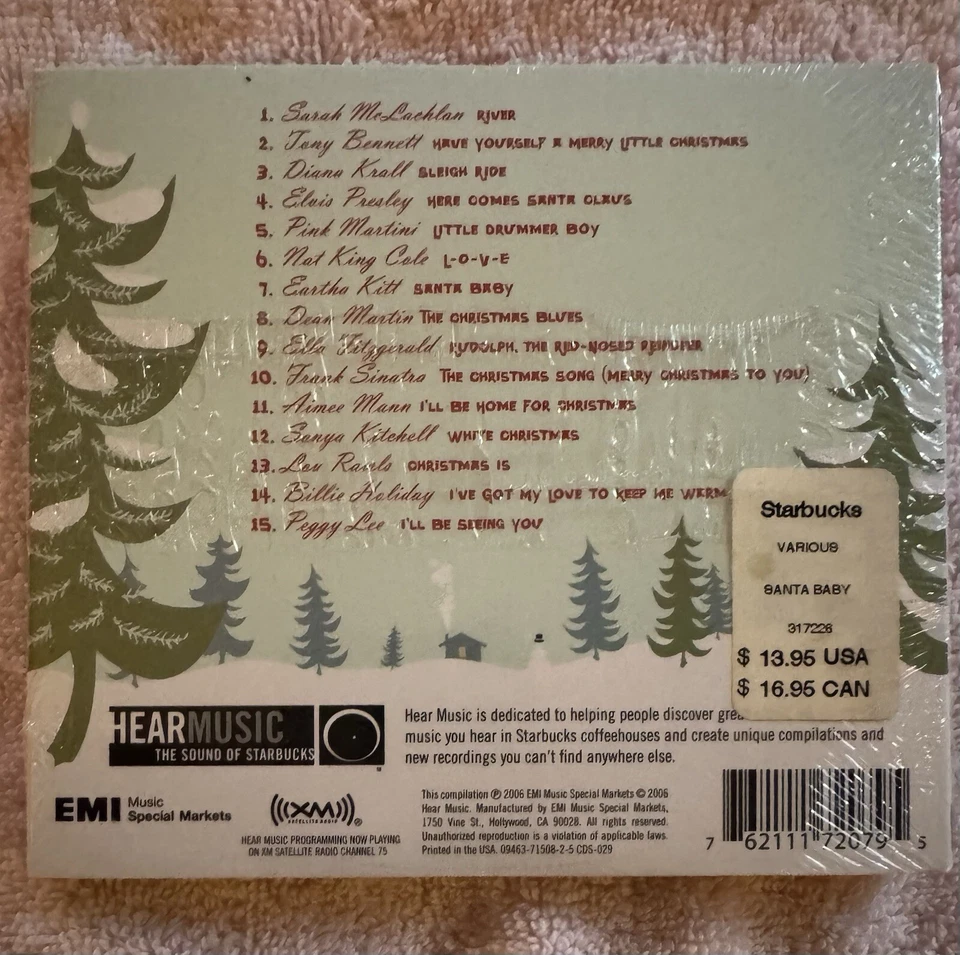 1. Sarah McLachlan RIVER
2. Tony Bennett HAVE YOURSELF A MERRY LITTLE CHRISTMAS
3. Diana Krall SLEIGH RIDE
4. Elvis Presley HERE COMES SANTA CLAUS
5. Pink Martini LITTLE DRUMMER BOY
6. Nat King Cole L-O-V-E
7. Eartha Kitt SANTA BABY
8. Dean Martin THE CHRISTMAS BLUES
9. Ella Fitzgerald RUDOLPH, THE RED-NOSED REINDEER
10. Frank Sinatra THE CHRISTMAS SONG (MERRY CHRISTMAS TO YOU)
11. Aimee Mann I'LL BE HOME FOR CHRISTMAS
12. Sonya Kitchell WHITE CHRISTMAS
13. Lou Rawls CHRISTMAS IS
14. Billie Holiday I'VE GOT MY LOVE TO KEEP ME WARM
15. Peggy Lee I'LL BE SEEING YOU
Starbucks
VARIOUS
SANTA BABY
317226
$ 13.95 USA
$ 16.95 CAN
HEARMUSIC
THE SOUND OF STARBUCKS
Hear Music is dedicated to helping people discover
music you hear in Starbucks coffeehouses and create unique compilations and
new recordings you can't find anywhere else.
EMI Music
Special Markets
((XM))®
SATELLITE RADIO
HEAR MUSIC PROGRAMMING NOW PLAYING
ON XM SATELLITE RADIO CHANNEL 75
This compilation ℗ 2006 EMI Music Special Markets © 2006
Hear Music. Manufactured by EMI Music Special Markets,
1750 Vine St., Hollywood, CA 90028. All rights reserved.
Unauthorized reproduction is a violation of applicable laws.
Printed in the USA. 09463-71508-2-5 CDS-029
7 62111 72079 5